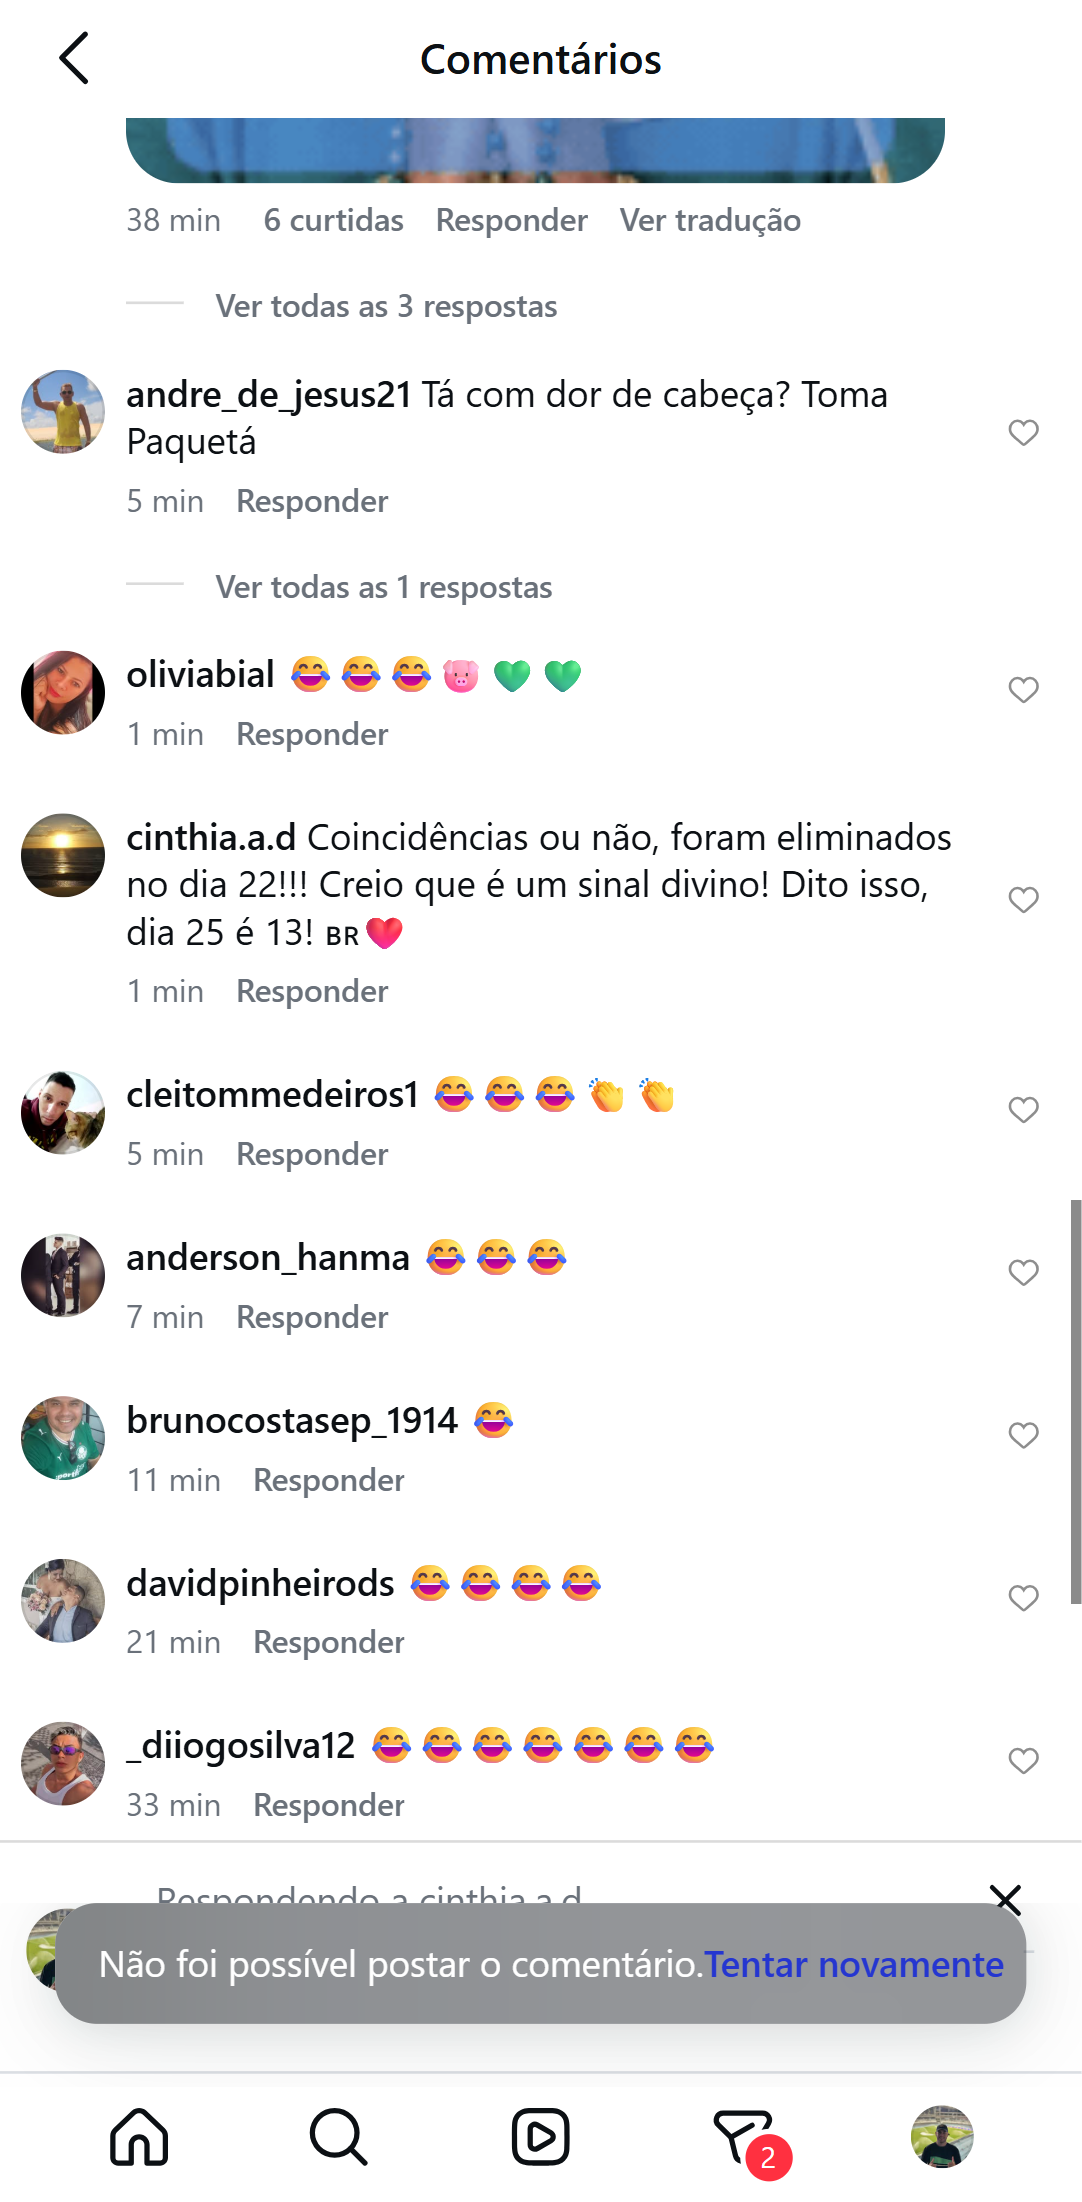 Comentários
38 min 6 curtidas Responder Ver tradução
Ver todas as 3 respostas
andre_de_jesus21 Tá com dor de cabeça? Toma
Paquetá
5 min Responder
Ver todas as 1 respostas
oliviabial 😂😂😂🐷💚💚
1 min Responder
cinthia.a.d Coincidências ou não, foram eliminados
no dia 22!!! Creio que é um sinal divino! Dito isso,
dia 25 é 13! 🇧🇷❤️
1 min Responder
cleitommedeiros1 😂😂😂👏👏
5 min Responder
anderson_hanma 😂😂😂
7 min Responder
brunocostasep_1914 😂
11 min Responder
davidpinheirods 😂😂😂😂
21 min Responder
_diiogosilva12 😂😂😂😂😂😂😂
33 min Responder
Respondendo a cinthia.a.d
Não foi possível postar o comentário.Tentar novamente
2